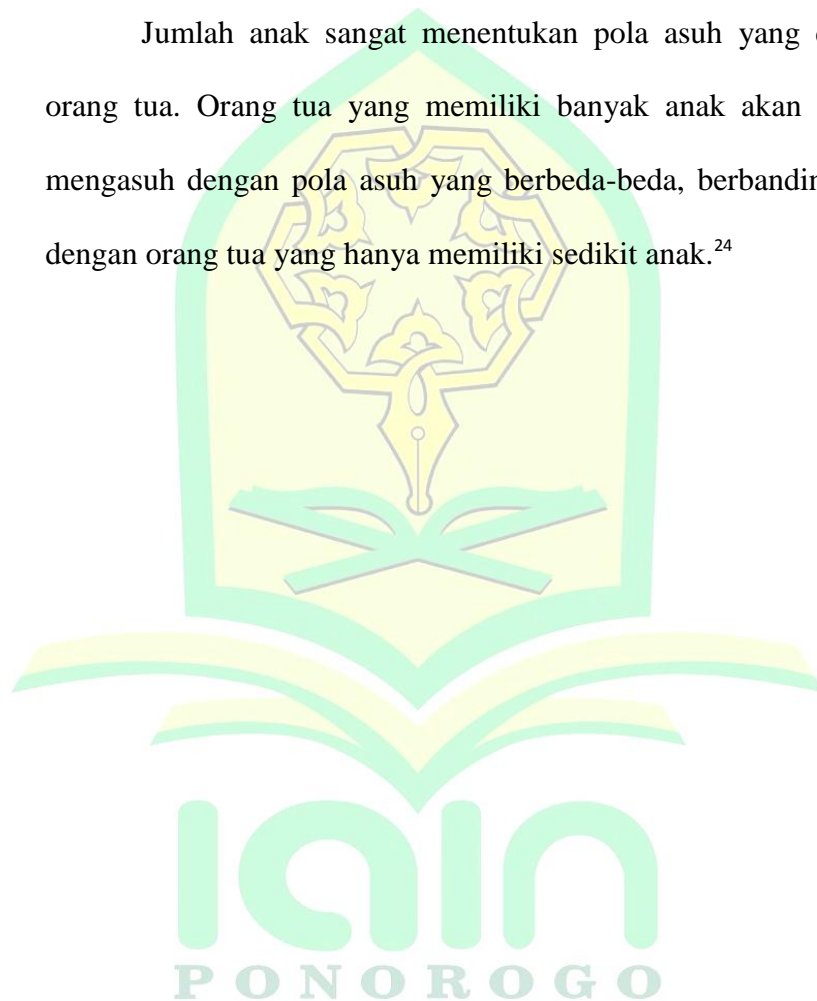 Jumlah anak sangat menentukan pola asuh yang
orang tua. Orang tua yang memiliki banyak anak akan
mengasuh dengan pola asuh yang berbeda-beda,
dengan orang tua yang hanya memiliki sedikit anak.²⁴
iain
PONOROGO